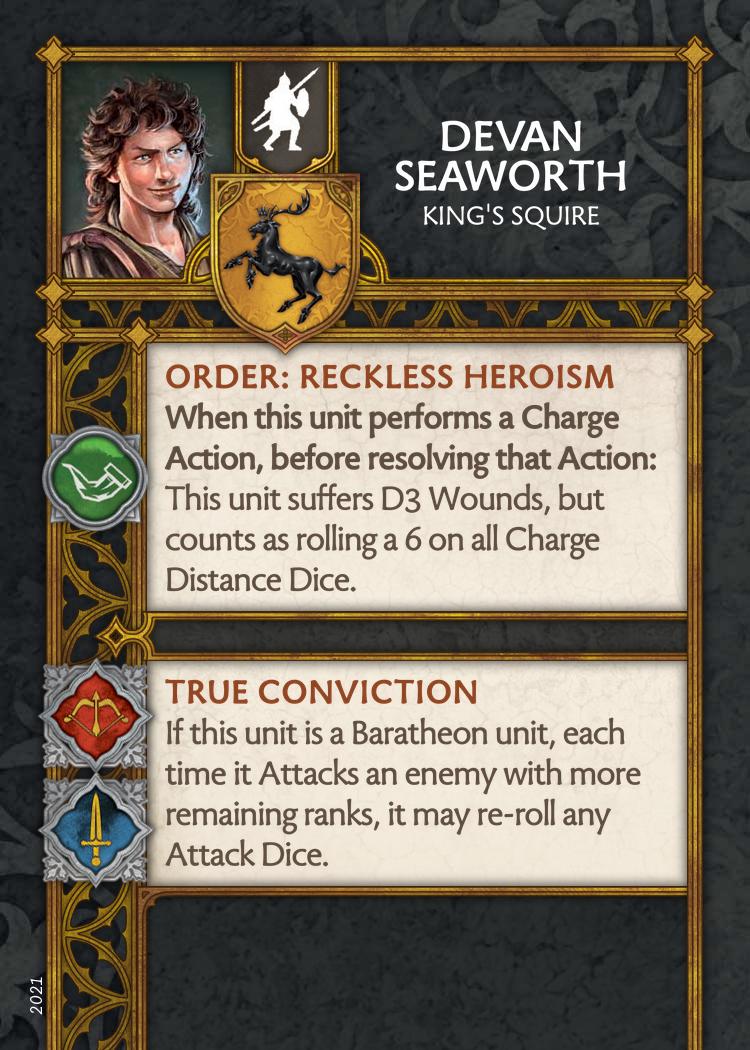 DEVAN
SEAWORTH
KING'S SQUIRE
ORDER: RECKLESS HEROISM
When this unit performs a Charge
Action, before resolving that Action:
This unit suffers D3 Wounds, but
counts as rolling a 6 on all Charge
Distance Dice.
TRUE CONVICTION
If this unit is a Baratheon unit, each
time it Attacks an enemy with more
remaining ranks, it may re-roll any
Attack Dice.
2021